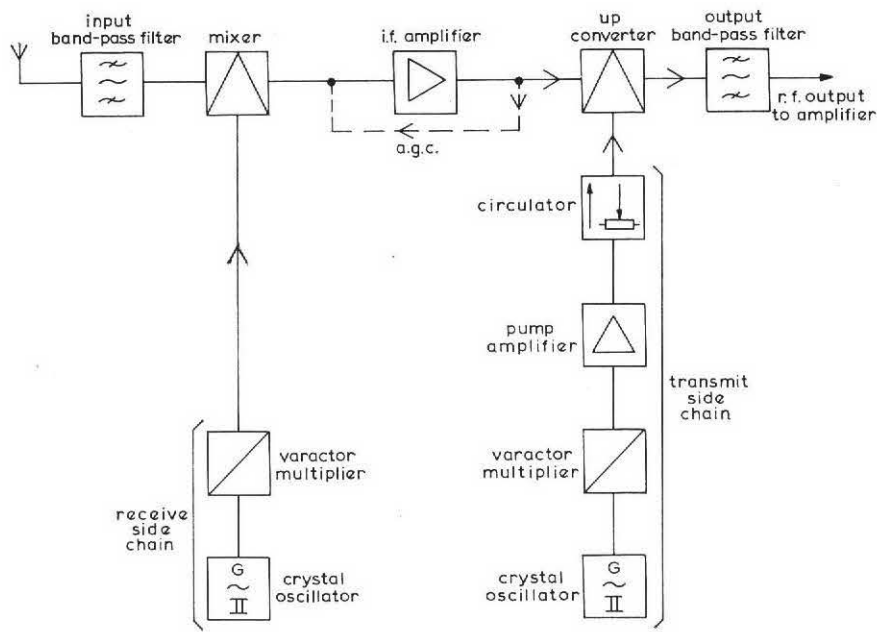 input
band-pass filter
mixer
i.f. amplifier
up
converter
output
band-pass filter
r.f. output
to amplifier
a.g.c.
circulator
pump
amplifier
transmit
side
chain
varactor
multiplier
varactor
multiplier
receive
side
chain
G
crystal
oscillator
crystal
oscillator
G